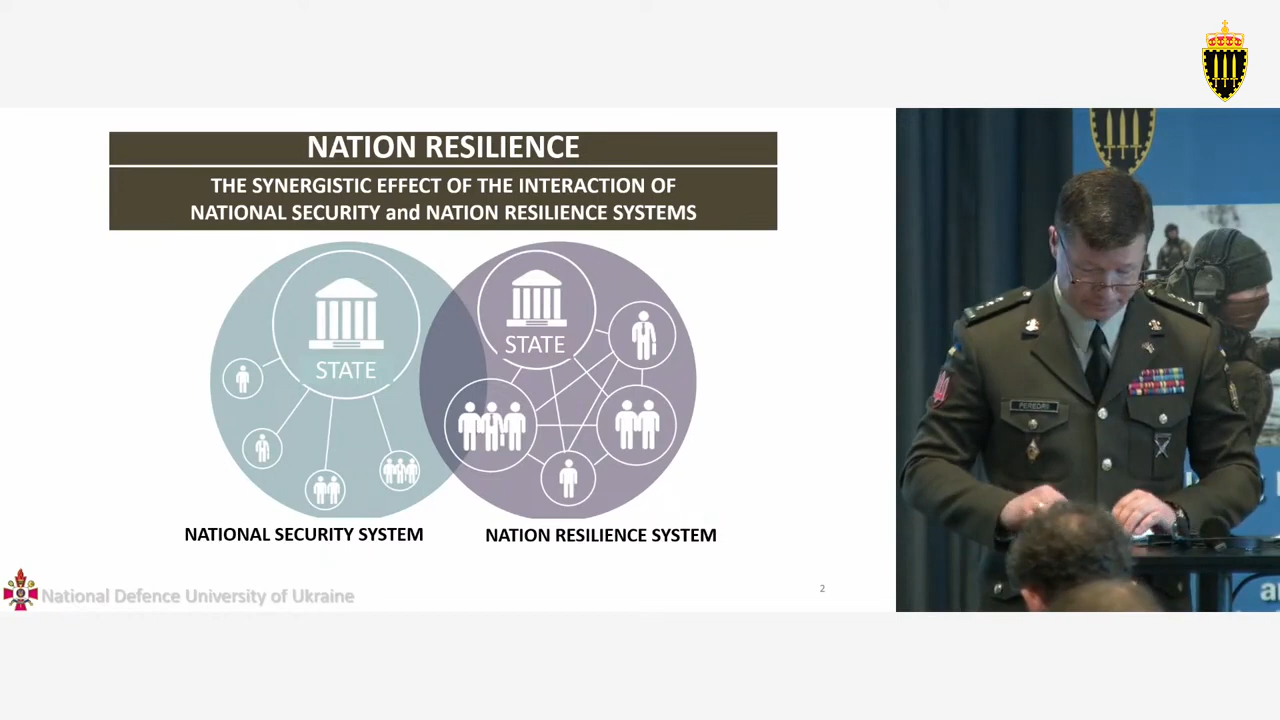 NATION RESILIENCE
THE SYNERGISTIC EFFECT OF THE INTERACTION OF
NATIONAL SECURITY and NATION RESILIENCE SYSTEMS
STATE
STATE
NATIONAL SECURITY SYSTEM
NATION RESILIENCE SYSTEM
National Defence University of Ukraine
2
PEREDRII